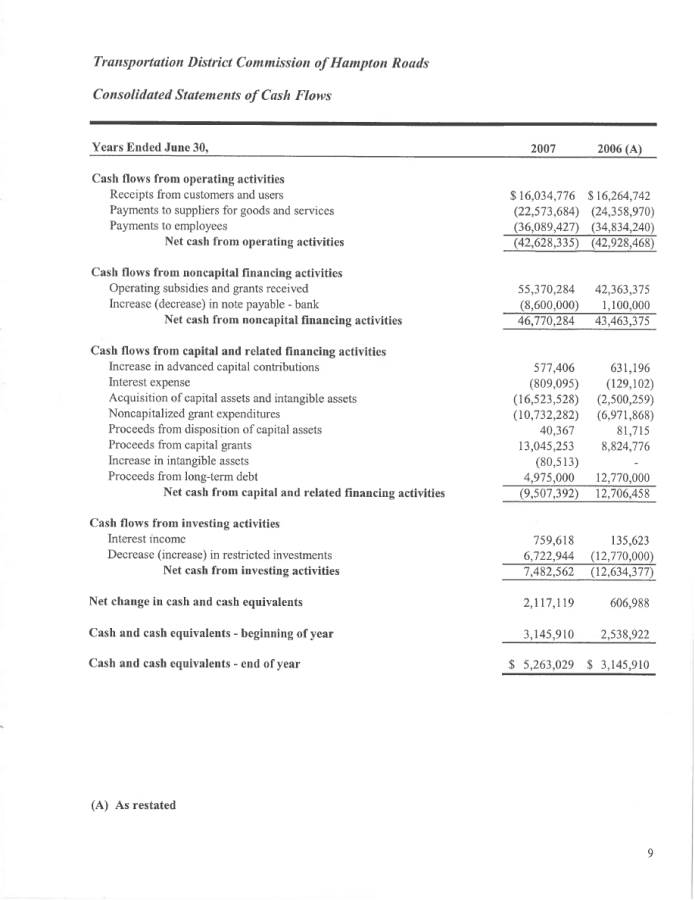 Transportation District Commission of Hampton Roads
Consolidated Statements of Cash Flows
Years Ended June 30, 2007 2006 (A)
Cash flows from operating activities
Receipts from customers and users $ 16,034,776 $ 16,264,742
Payments to suppliers for goods and services (22,573,684) (24,358,970)
Payments to employees (36,089,427) (34,834,240)
Net cash from operating activities (42,628,335) (42,928,468)
Cash flows from noncapital financing activities
Operating subsidies and grants received 55,370,284 42,363,375
Increase (decrease) in note payable - bank (8,600,000) 1,100,000
Net cash from noncapital financing activities 46,770,284 43,463,375
Cash flows from capital and related financing activities
Increase in advanced capital contributions 577,406 631,196
Interest expense (809,095) (129,102)
Acquisition of capital assets and intangible assets (16,523,528) (2,500,259)
Noncapitalized grant expenditures (10,732,282) (6,971,868)
Proceeds from disposition of capital assets 40,367 81,715
Proceeds from capital grants 13,045,253 8,824,776
Increase in intangible assets (80,513) -
Proceeds from long-term debt 4,975,000 12,770,000
Net cash from capital and related financing activities (9,507,392) 12,706,458
Cash flows from investing activities
Interest income 759,618 135,623
Decrease (increase) in restricted investments 6,722,944 (12,770,000)
Net cash from investing activities 7,482,562 (12,634,377)
Net change in cash and cash equivalents 2,117,119 606,988
Cash and cash equivalents - beginning of year 3,145,910 2,538,922
Cash and cash equivalents - end of year $ 5,263,029 $ 3,145,910
(A) As restated
9